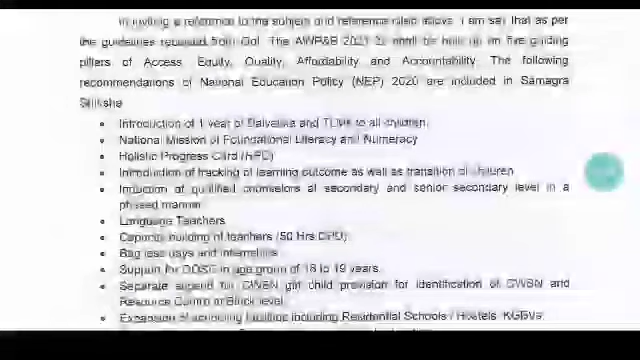 In inviting a reference to the subject and reference cited above, I am say that as per
the guidelines received from GoI. The AWP&B 2021-22 shall be built up on five guiding
pillars of Access, Equity, Quality, Affordability and Accountability. The following
recommendations of National Education Policy (NEP) 2020 are included in Samagra
Shiksha
• Introduction of 1 year of Balvatika and TLMs to all children.
• National Mission of Foundational Literacy and Numeracy
• Holistic Progress Card (HPC)
• Introduction of tracking of learning outcome as well as transition of children
• Induction of qualified counselors at secondary and senior secondary level in a
phased manner
• Language Teachers
• Capacity building of teachers (50 Hrs CPD)
• Bag less days and internships
• Support for OOSC in age group of 16 to 19 years.
• Separate stipend for CWSN girl child provision for identification of CWSN and
Resource Centre at Block level
• Expansion of schooling facilities including Residential Schools / Hostels, KGBVs